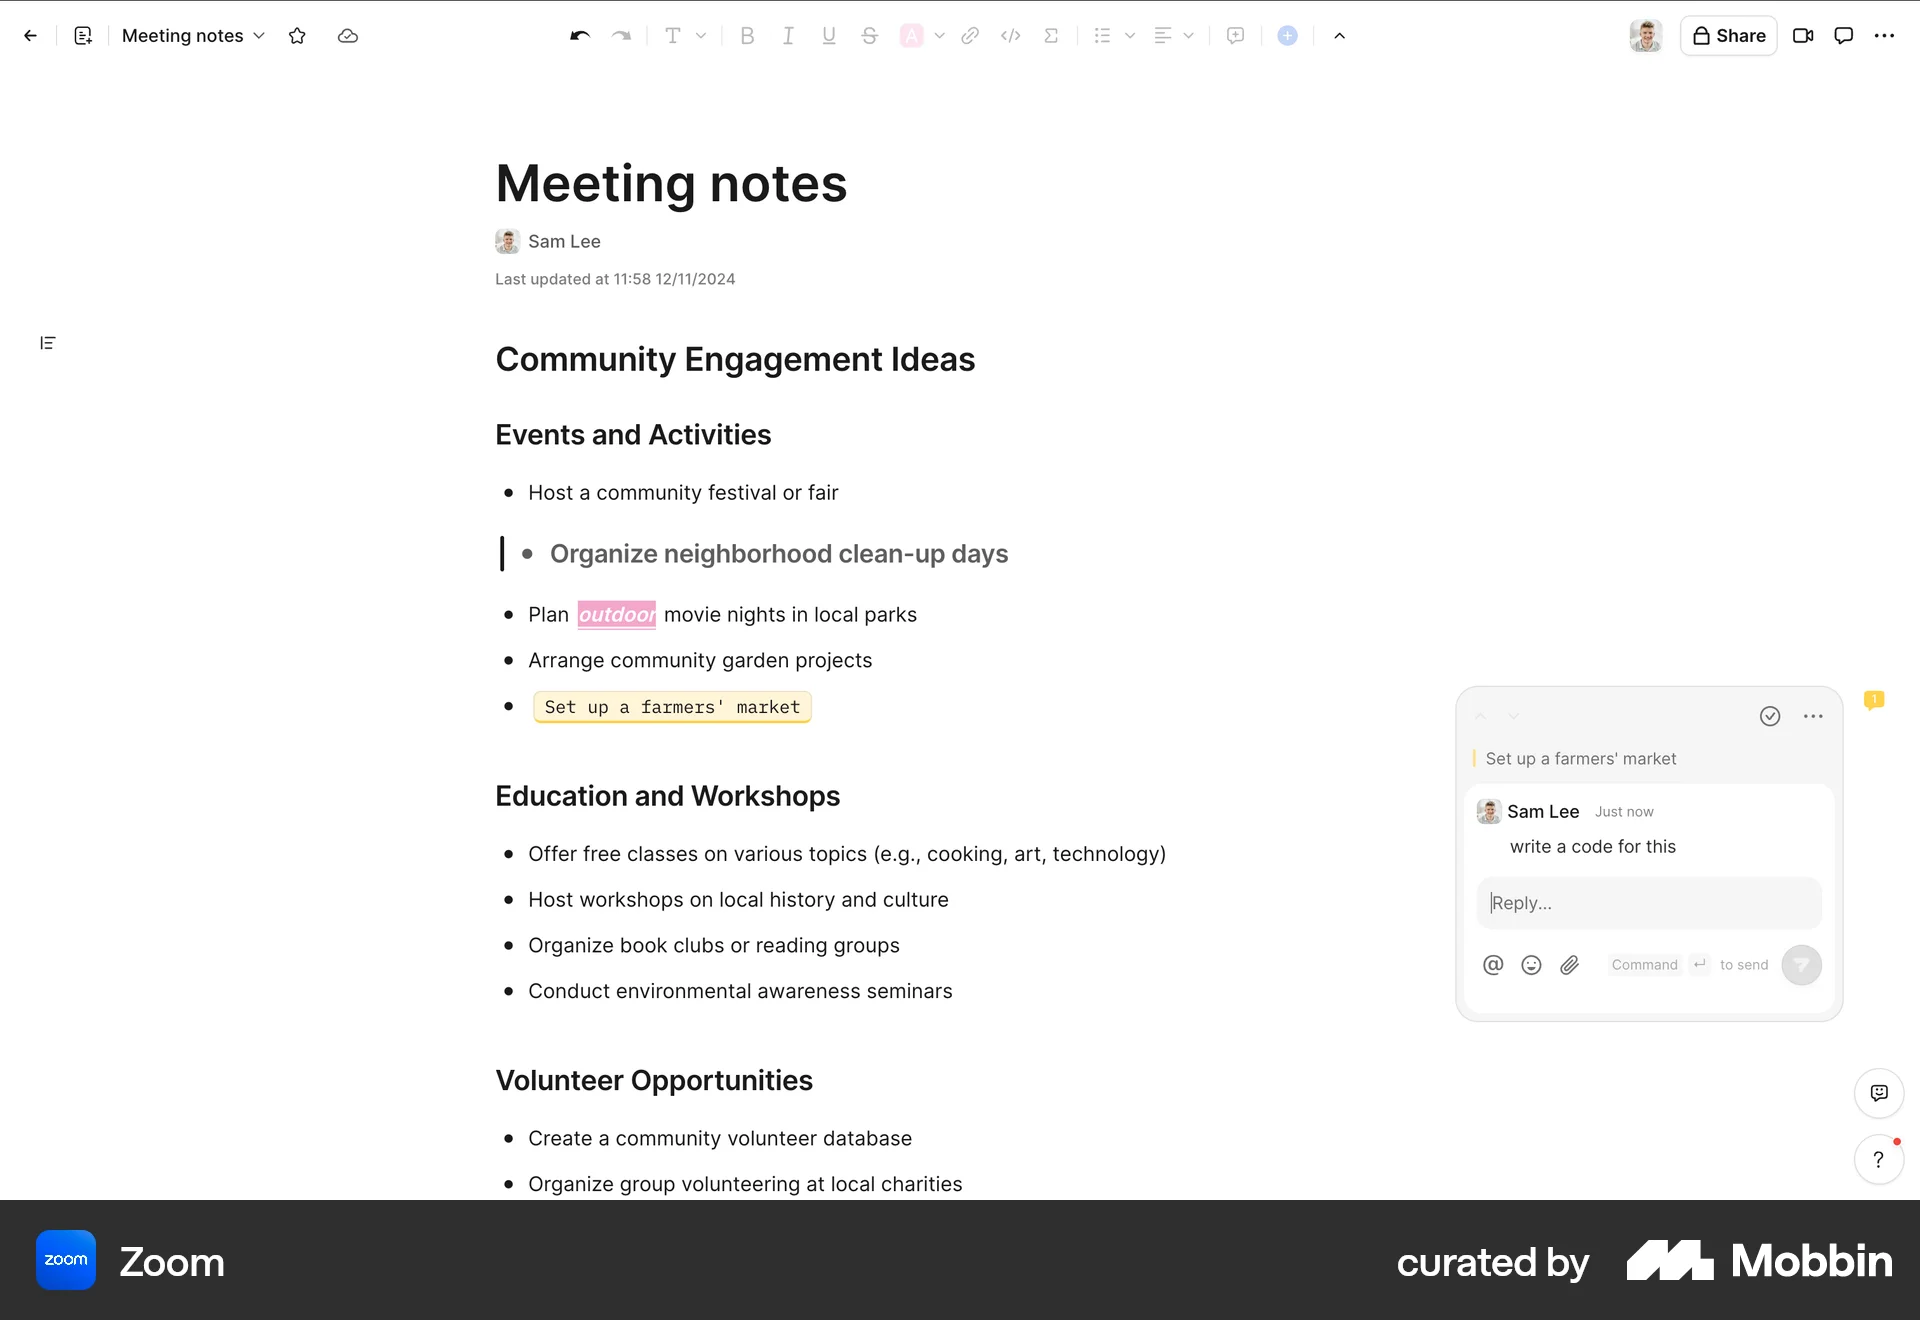 Meeting notes
T
B
I
U
S
A
</>
Σ
Share
Meeting notes
Sam Lee
Last updated at 11:58 12/11/2024
Community Engagement Ideas
Events and Activities
• Host a community festival or fair
• Organize neighborhood clean-up days
• Plan outdoor movie nights in local parks
• Arrange community garden projects
• Set up a farmers' market
1
Set up a farmers' market
Sam Lee Just now
write a code for this
Reply...
@
Command ↵ to send
Education and Workshops
• Offer free classes on various topics (e.g., cooking, art, technology)
• Host workshops on local history and culture
• Organize book clubs or reading groups
• Conduct environmental awareness seminars
Volunteer Opportunities
• Create a community volunteer database
• Organize group volunteering at local charities
?
zoom
Zoom
curated by
Mobbin